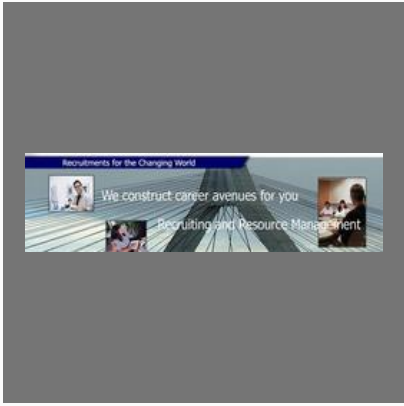 Recruitments for the Changing World
We construct career avenues for you
Recruiting and Resource Management